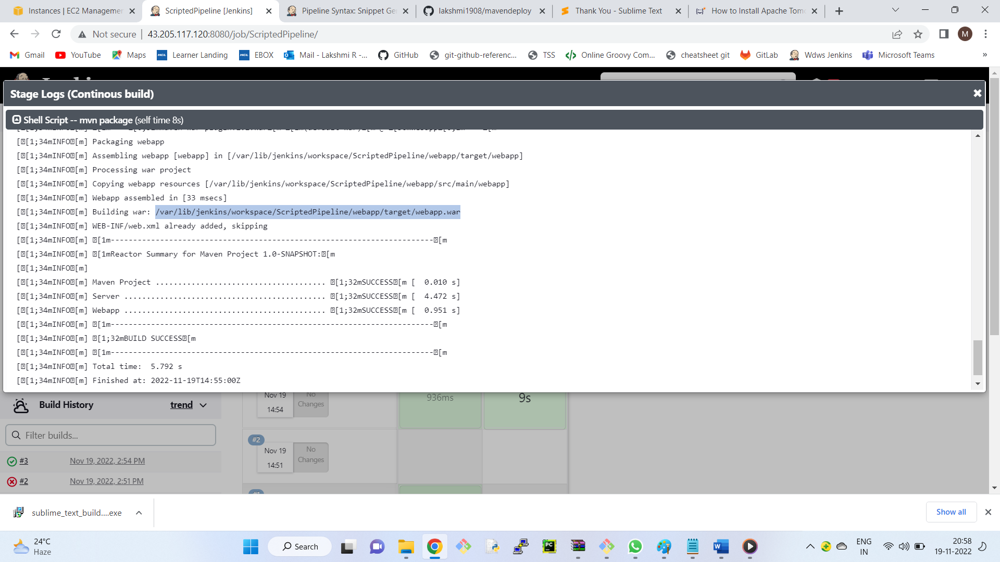 Instances | EC2 Managemen
ScriptedPipeline [Jenkins]
Pipeline Syntax: Snippet Ge
lakshmi1908/mavendeploy
Thank You - Sublime Text
How to Install Apache Tomc
Not secure
43.205.117.120:8080/job/ScriptedPipeline/
M
Gmail
YouTube
Maps
HCL
Learner Landing
HCL
EBOX
Mail - Lakshmi R -...
GitHub
git-github-referenc...
TSS
Online Groovy Com...
cheatsheet git
GitLab
Wdws Jenkins
Microsoft Teams
»
Stage Logs (Continous build)
Shell Script -- mvn package (self time 8s)
[[1;34mINFO[m] Packaging webapp
[[1;34mINFO[m] Assembling webapp [webapp] in [/var/lib/jenkins/workspace/ScriptedPipeline/webapp/target/webapp]
[[1;34mINFO[m] Processing war project
[[1;34mINFO[m] Copying webapp resources [/var/lib/jenkins/workspace/ScriptedPipeline/webapp/src/main/webapp]
[[1;34mINFO[m] Webapp assembled in [33 msecs]
[[1;34mINFO[m] Building war: /var/lib/jenkins/workspace/ScriptedPipeline/webapp/target/webapp.war
[[1;34mINFO[m] WEB-INF/web.xml already added, skipping
[[1;34mINFO[m] [1m------------------------------------------------------------------------[m
[[1;34mINFO[m] [1mReactor Summary for Maven Project 1.0-SNAPSHOT:[m
[[1;34mINFO[m]
[[1;34mINFO[m] Maven Project ...................................... [1;32mSUCCESS[m [  0.010 s]
[[1;34mINFO[m] Server ............................................. [1;32mSUCCESS[m [  4.472 s]
[[1;34mINFO[m] Webapp ............................................. [1;32mSUCCESS[m [  0.951 s]
[[1;34mINFO[m] [1m------------------------------------------------------------------------[m
[[1;34mINFO[m] [1;32mBUILD SUCCESS[m
[[1;34mINFO[m] [1m------------------------------------------------------------------------[m
[[1;34mINFO[m] Total time:  5.792 s
[[1;34mINFO[m] Finished at: 2022-11-19T14:55:00Z
Build History
trend
Filter builds...
#3
Nov 19, 2022, 2:54 PM
#2
Nov 19, 2022, 2:51 PM
Nov 19
14:54
No
Changes
936ms
9s
#2
Nov 19
14:51
No
Changes
#1
sublime_text_build....exe
Show all
24°C
Haze
Search
PC
W
ENG
IN
20:58
19-11-2022